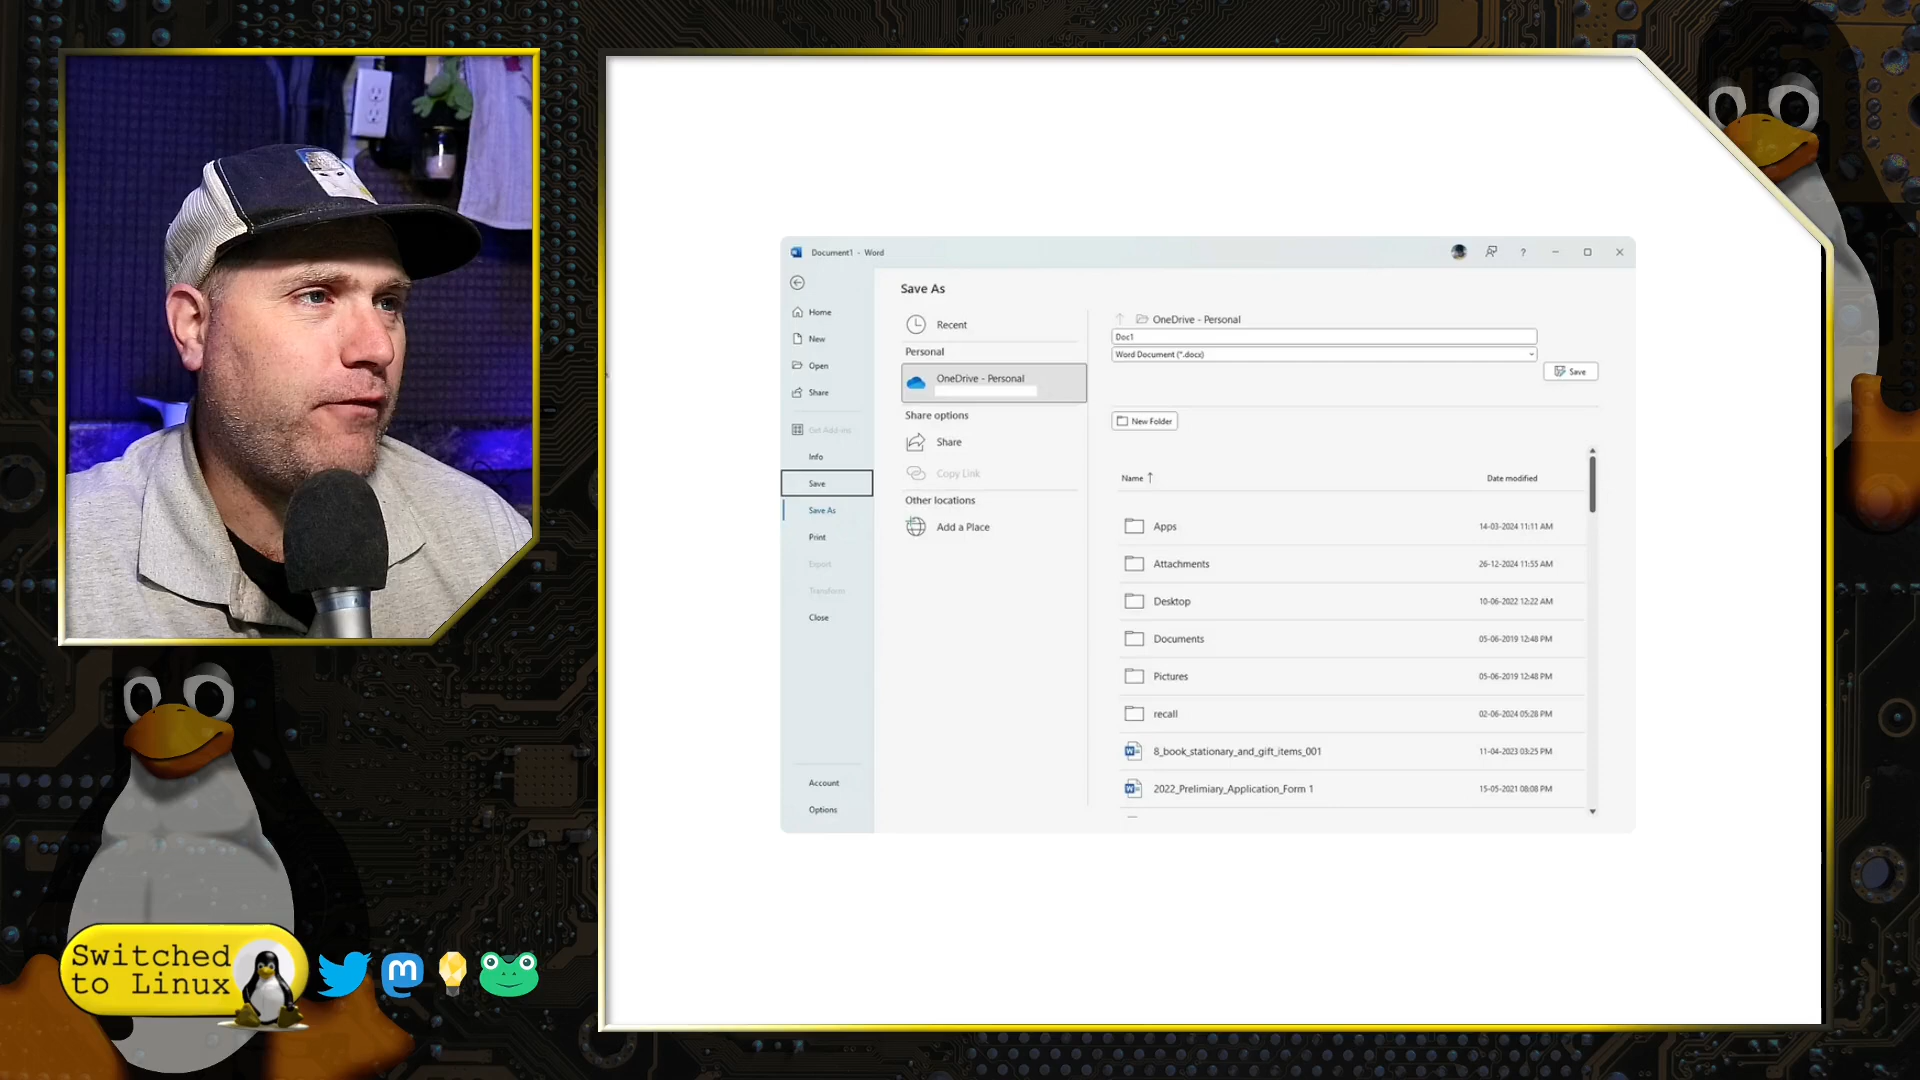 Document1 - Word
?
Save As
Home
New
Open
Share
Get Add-ins
Info
Save
Save As
Print
Export
Transform
Close
Account
Options
Recent
Personal
OneDrive - Personal
Share options
Share
Copy Link
Other locations
Add a Place
OneDrive - Personal
Doc1
Word Document (*.docx)
Save
New Folder
Name Date modified
Apps 14-03-2024 11:11 AM
Attachments 26-12-2024 11:55 AM
Desktop 10-06-2022 12:22 AM
Documents 05-06-2019 12:48 PM
Pictures 05-06-2019 12:48 PM
recall 02-06-2024 05:28 PM
8_book_stationary_and_gift_items_001 11-04-2023 03:25 PM
2022_Prelimiary_Application_Form 1 15-05-2021 08:08 PM
Switched
to Linux